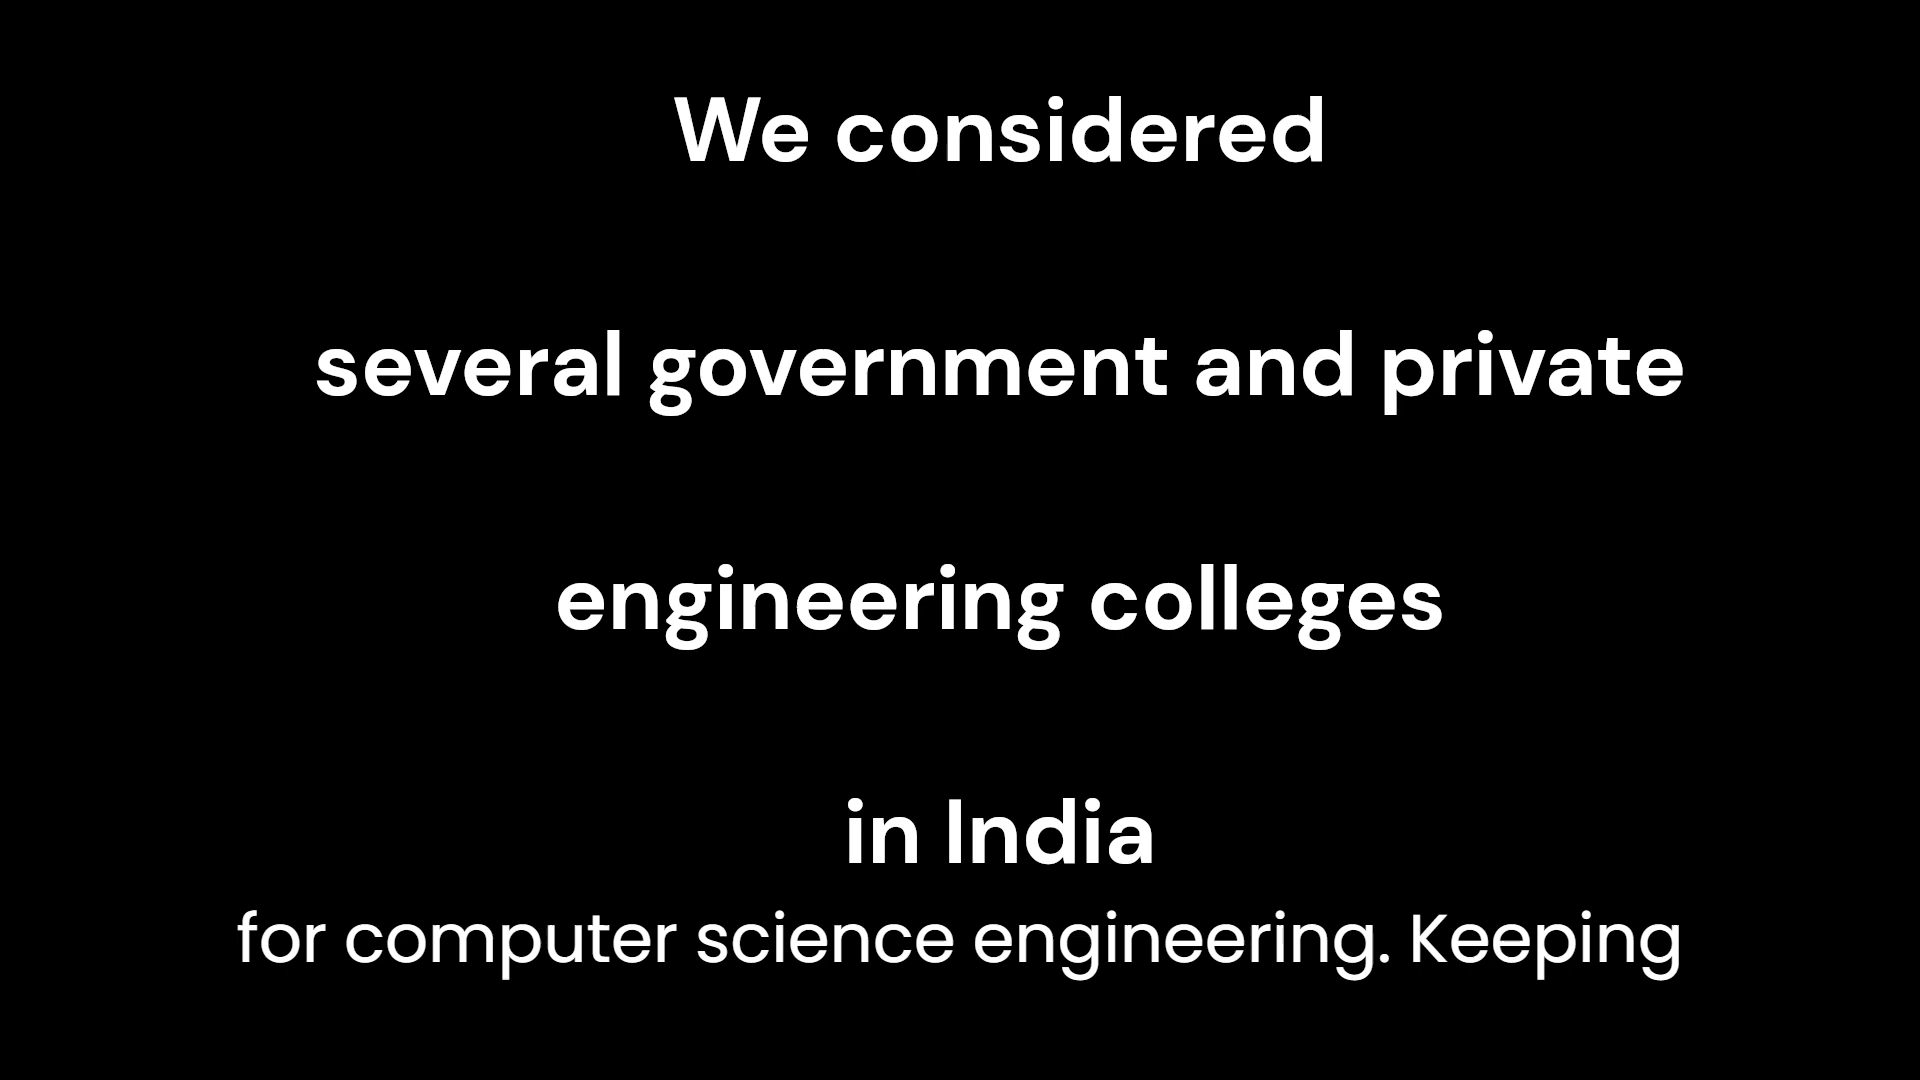 We considered
several government and private
engineering colleges
in India
for computer science engineering. Keeping